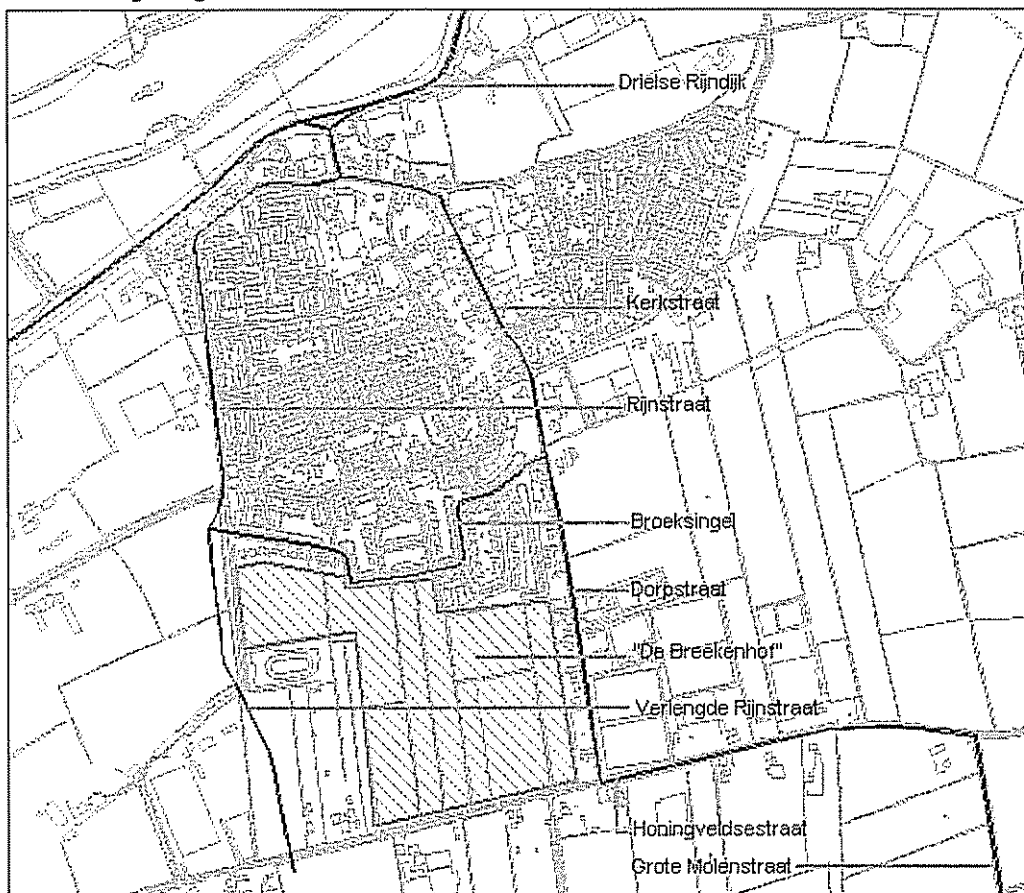 Drielse Rijndijk
Kerkstraat
Rijnstraat
Broeksingel
Dorpstraat
"De Breekenhof"
Verlengde Rijnstraat
Honingveldsestraat
Grote Molenstraat